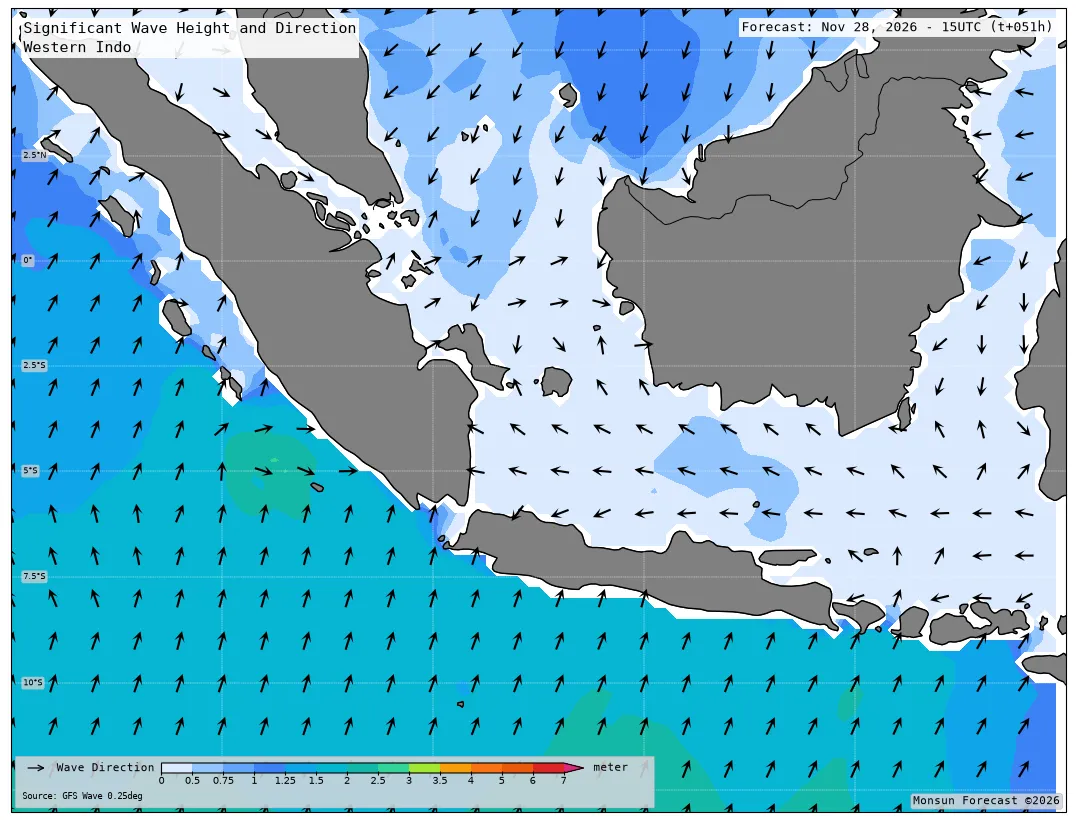 Significant Wave Height and Direction
Western Indo
Forecast: Nov 28, 2026 - 15UTC (t+051h)
2.5°N
0°
2.5°S
5°S
7.5°S
10°S
Wave Direction
0 0.5 0.75 1 1.25 1.5 2 2.5 3 3.5 4 5 6 7
meter
Source: GFS Wave 0.25deg
Monsun Forecast ©2026